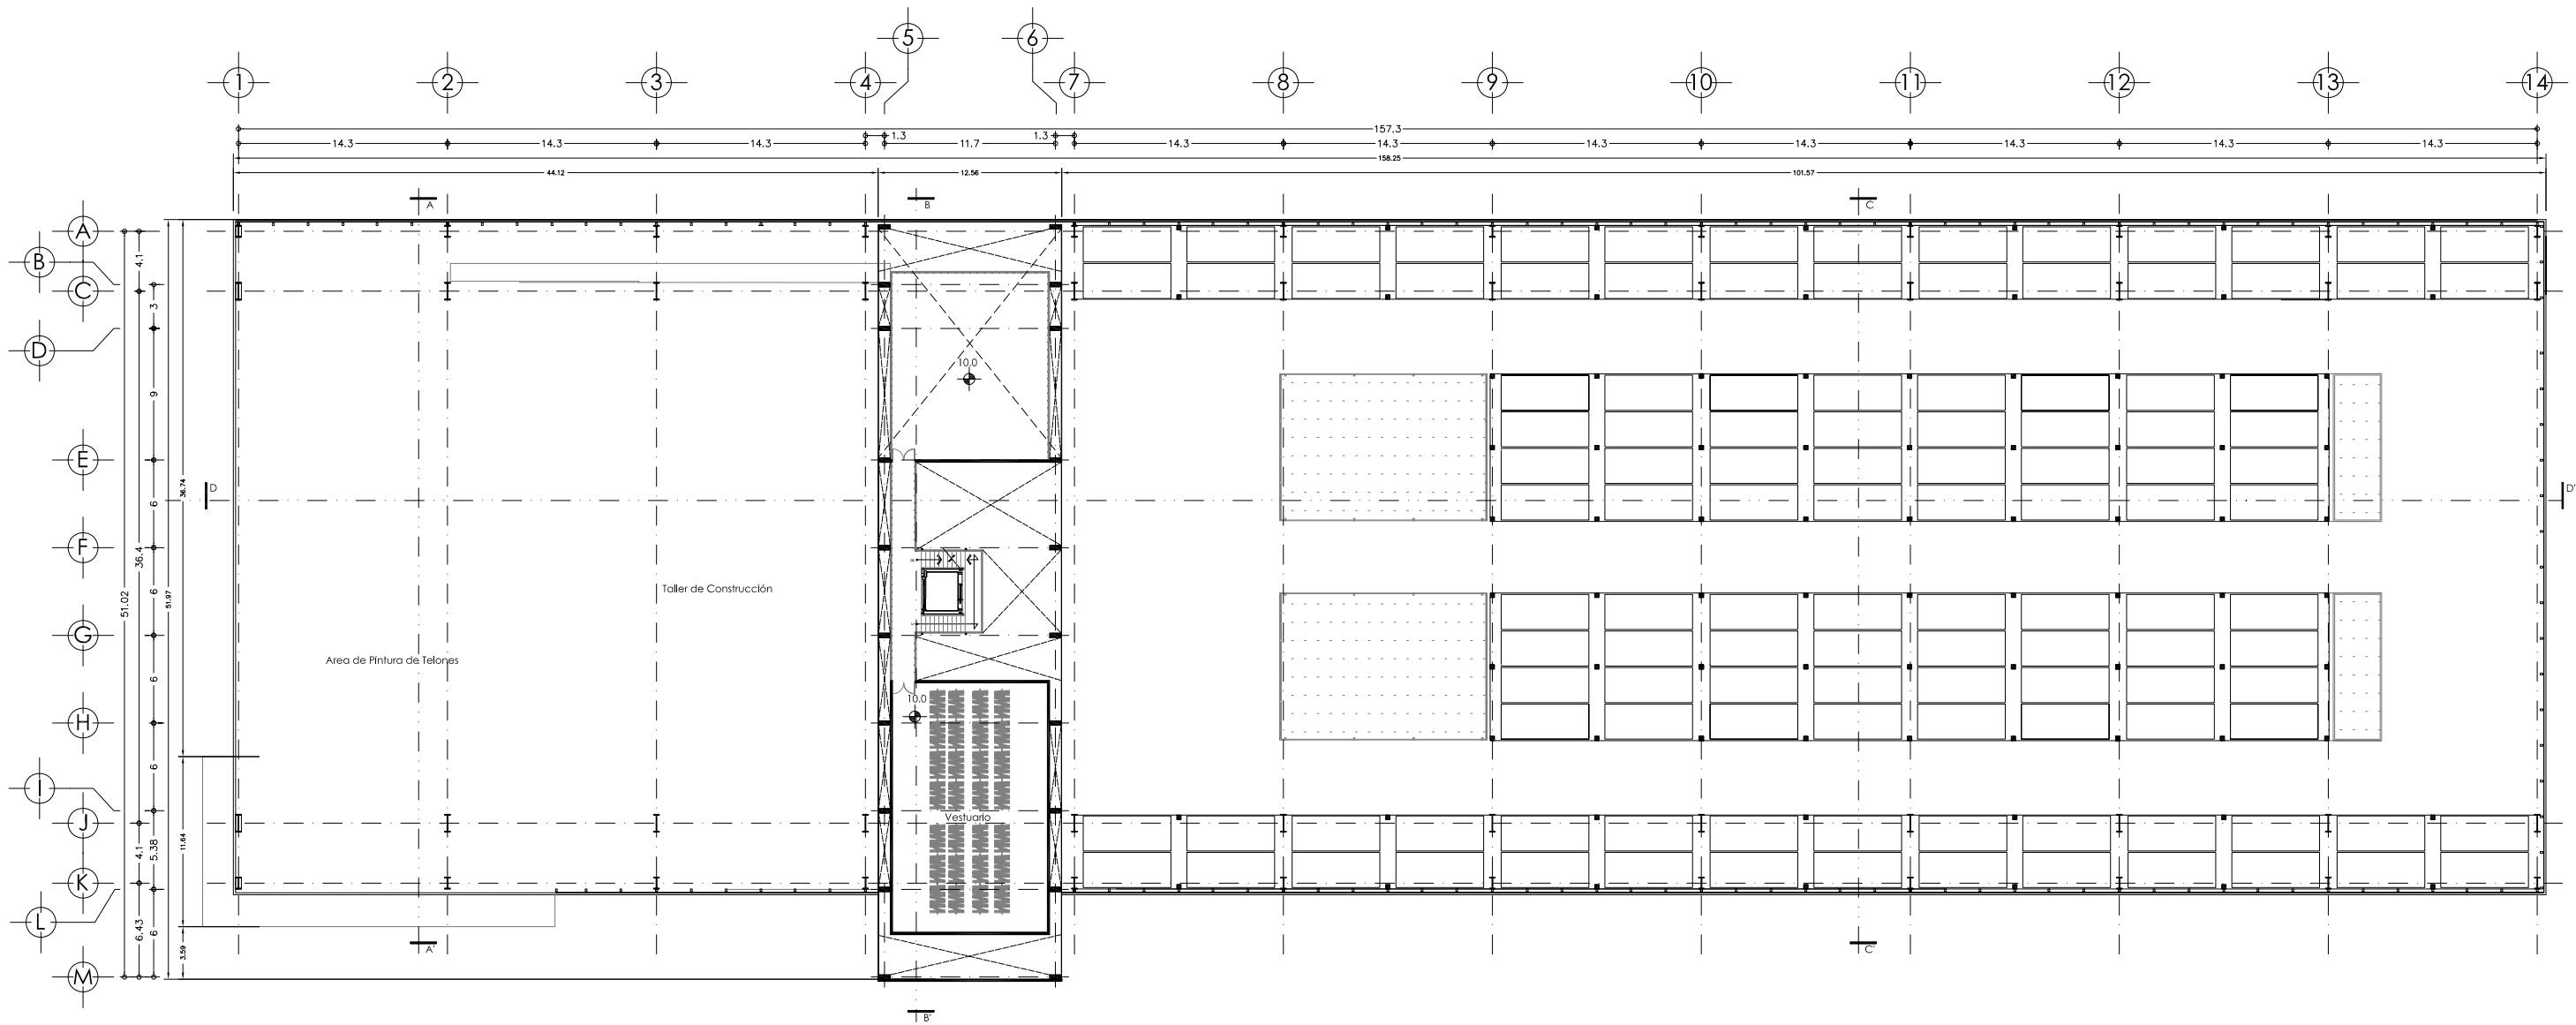 5 6
1 2 3 4 7 8 9 10 11 12 13 14
157.3
1.3 1.3
14.3 14.3 14.3 11.7 14.3 14.3 14.3 14.3 14.3 14.3 14.3
158.25
44.12 12.56 101.57
A B C
A
B
C
D
E
F
G
H
I
J
K
L
M
4.1
3
9
6
36.4
6
51.02
6
6
4.1
5.38
6.43
6
51.97
36.74
11.64
3.59
D D'
10.0
Taller de Construcción
Area de Pintura de Telones
10.0
Vestuario
A' C'
B'